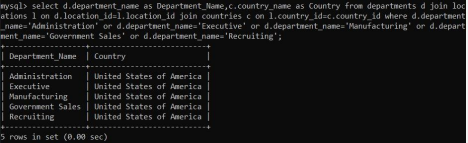 mysql> select d.department_name as Department_Name,c.country_name as Country from departments d join loc
ations l on d.location_id=l.location_id join countries c on l.country_id=c.country_id where d.department
_name='Administration' or d.department_name='Executive' or d.department_name='Manufacturing' or d.depart
ment_name='Government Sales' or d.department_name='Recruiting';
+------------------+--------------------------+
| Department_Name | Country |
+------------------+--------------------------+
| Administration | United States of America |
| Executive | United States of America |
| Manufacturing | United States of America |
| Government Sales | United States of America |
| Recruiting | United States of America |
+------------------+--------------------------+
5 rows in set (0.00 sec)